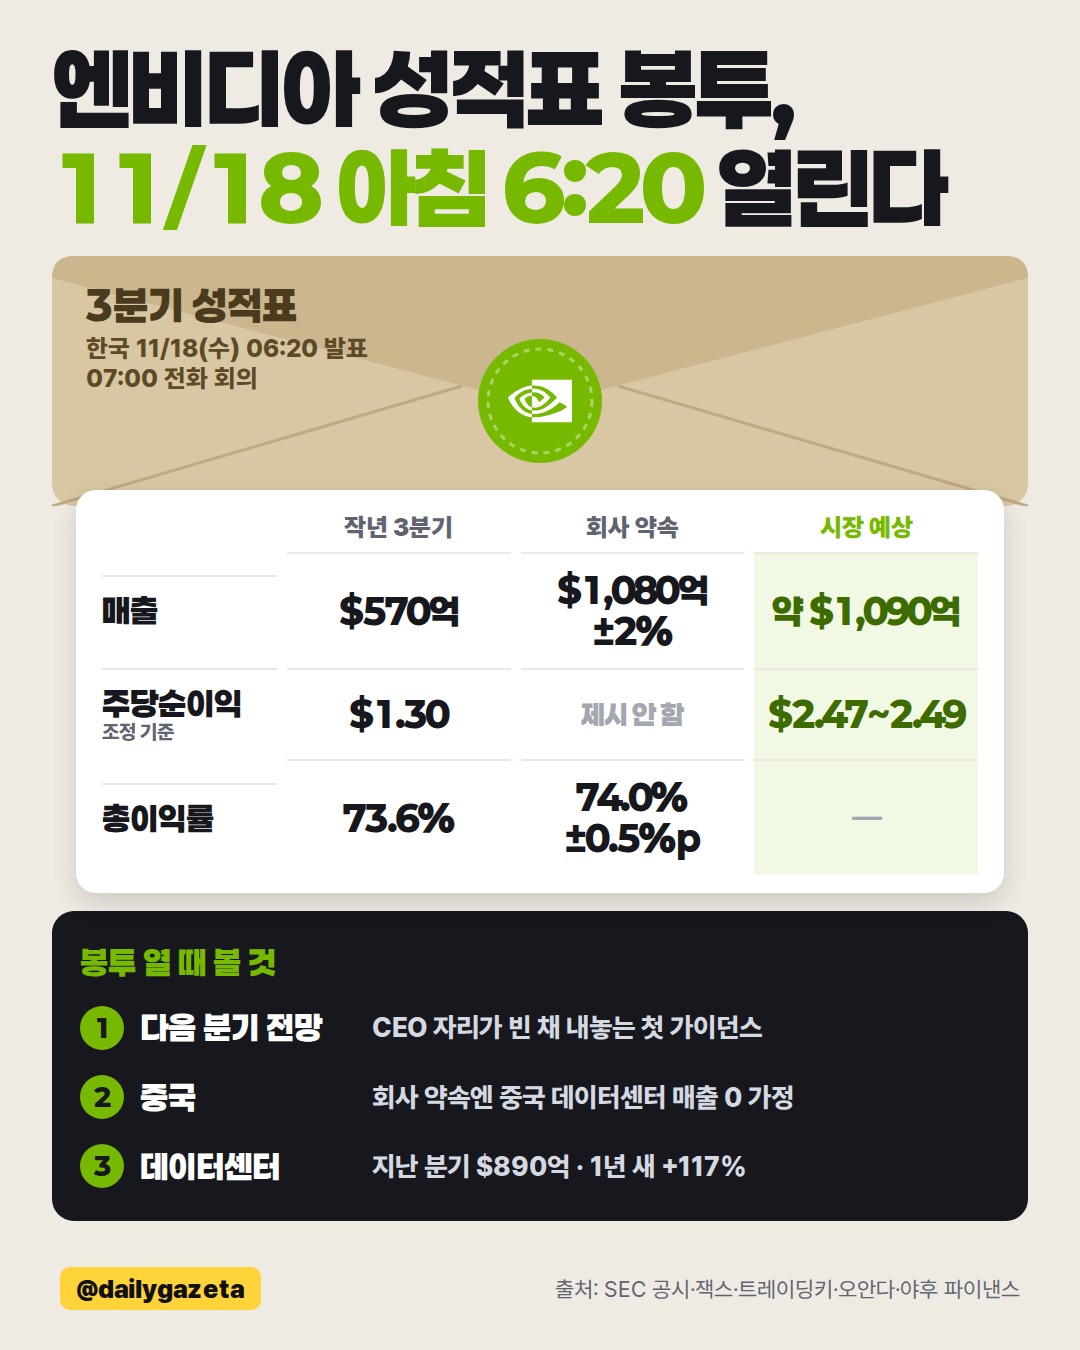 엔비디아 성적표 봉투,
11/18 아침 6:20 열린다
3분기 성적표
한국 11/18(수) 06:20 발표
07:00 전화 회의
작년 3분기 회사 약속 시장 예상
매출 $570억 $1,080억 ±2% 약 $1,090억
주당순이익 $1.30 제시 안 함 $2.47~2.49
조정 기준
총이익률 73.6% 74.0% ±0.5%p —
봉투 열 때 볼 것
1 다음 분기 전망 CEO 자리가 빈 채 내놓는 첫 가이던스
2 중국 회사 약속엔 중국 데이터센터 매출 0 가정
3 데이터센터 지난 분기 $890억 · 1년 새 +117%
@dailygazeta 출처: SEC 공시·잭스·트레이딩키·오안다·야후 파이낸스